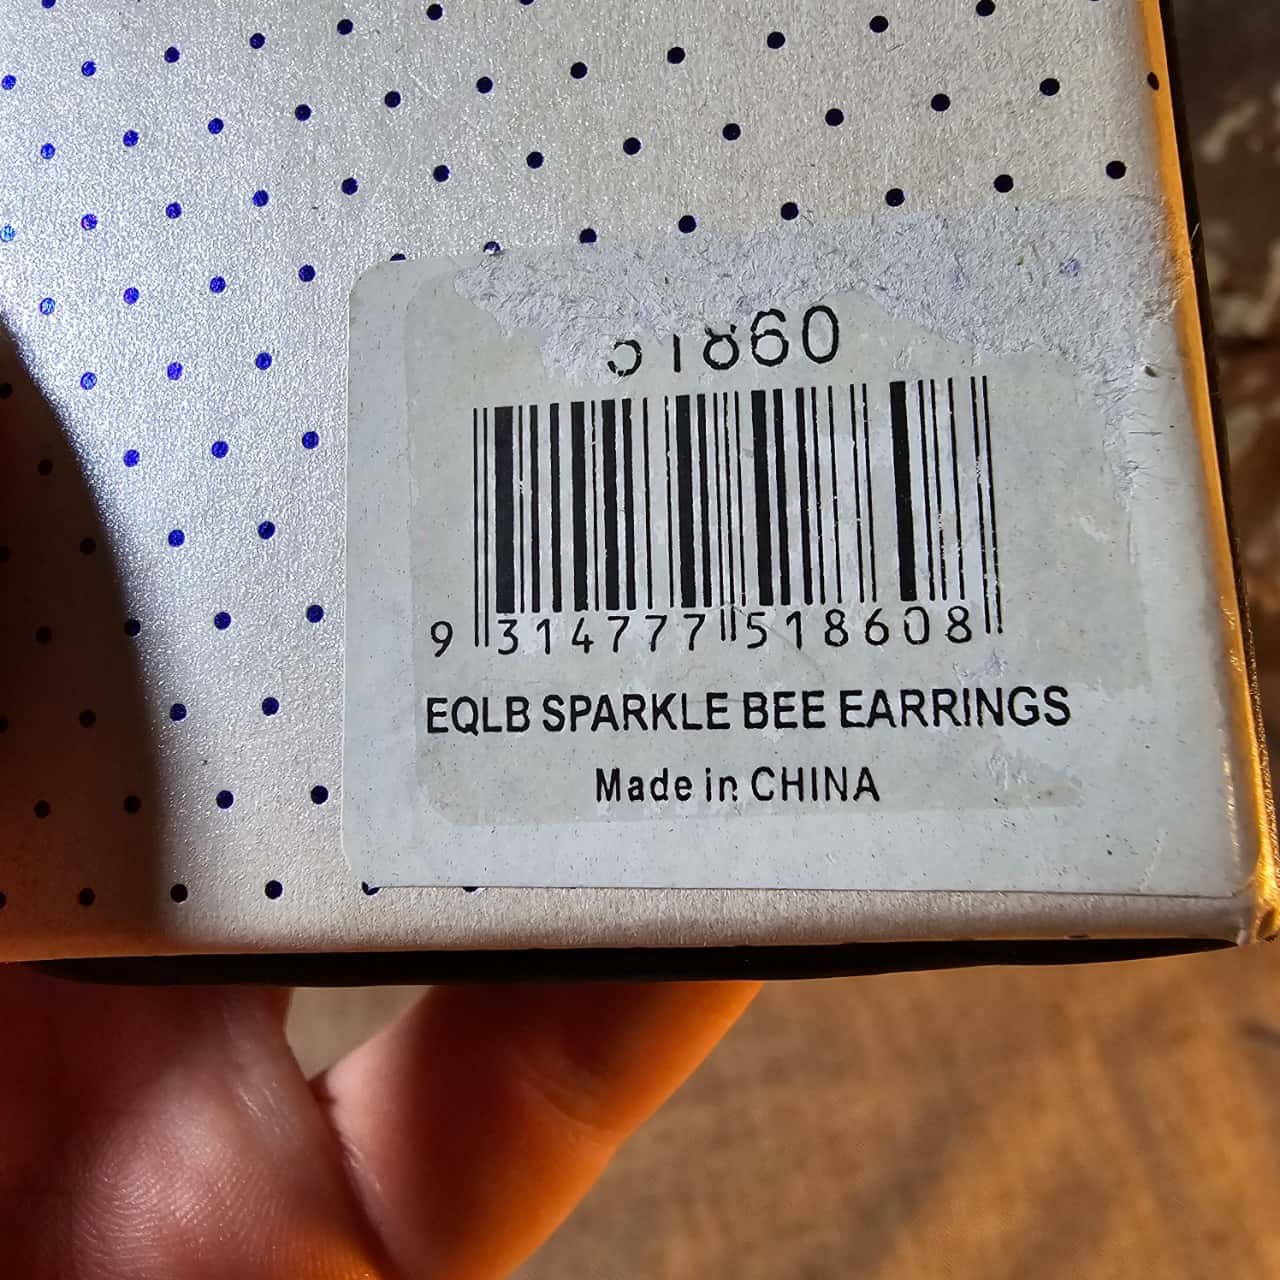 51860
9 314777 518608
EQLB SPARKLE BEE EARRINGS
Made in CHINA